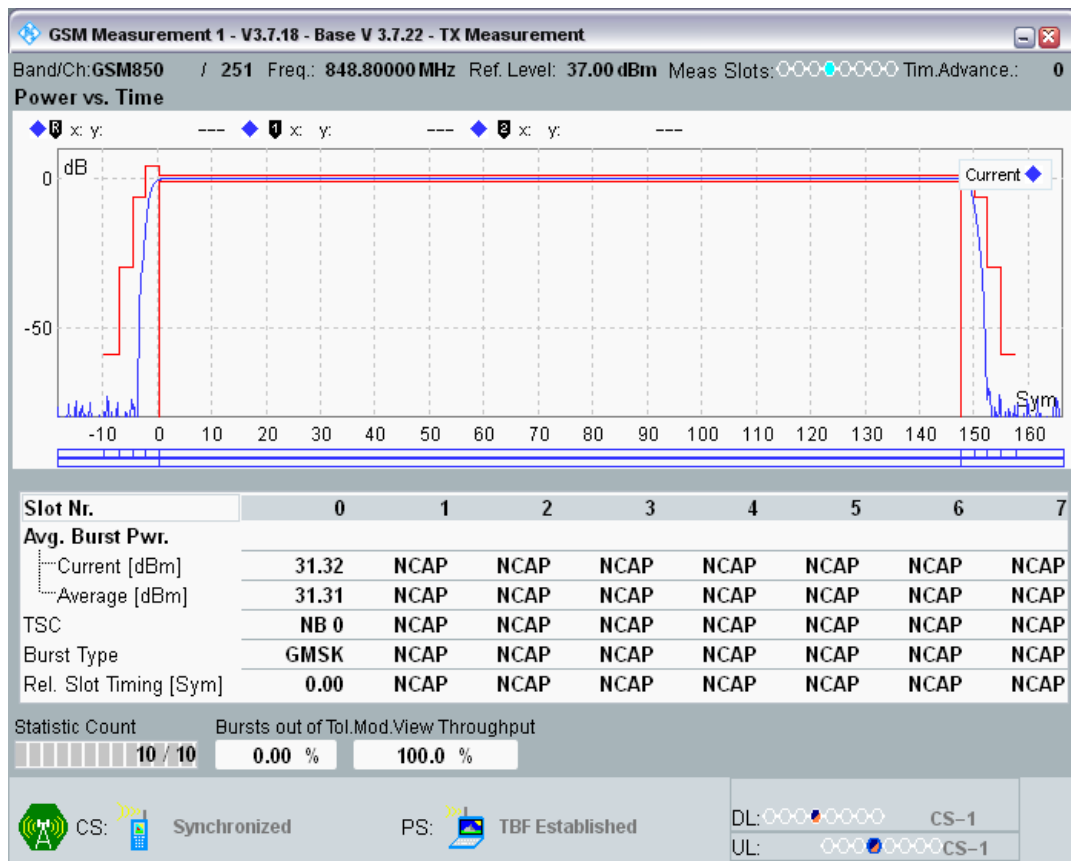 GSM Measurement 1 - V3.7.18 - Base V 3.7.22 - TX Measurement
Band/Ch: GSM850 / 251 Freq.: 848.80000 MHz Ref. Level: 37.00 dBm Meas Slots: Tim.Advance.: 0
Power vs. Time
R x: y: --- 1 x: y: --- 2 x: y: ---
dB
Current
0
-50
Sym
-10 0 10 20 30 40 50 60 70 80 90 100 110 120 130 140 150 160
Slot Nr. 0 1 2 3 4 5 6 7
Avg. Burst Pwr.
Current [dBm] 31.32 NCAP NCAP NCAP NCAP NCAP NCAP NCAP
Average [dBm] 31.31 NCAP NCAP NCAP NCAP NCAP NCAP NCAP
TSC NB 0 NCAP NCAP NCAP NCAP NCAP NCAP NCAP
Burst Type GMSK NCAP NCAP NCAP NCAP NCAP NCAP NCAP
Rel. Slot Timing [Sym] 0.00 NCAP NCAP NCAP NCAP NCAP NCAP NCAP
Statistic Count Bursts out of Tol. Mod.View Throughput
10 / 10 0.00 % 100.0 %
DL: CS-1
CS: Synchronized PS: TBF Established
UL: CS-1